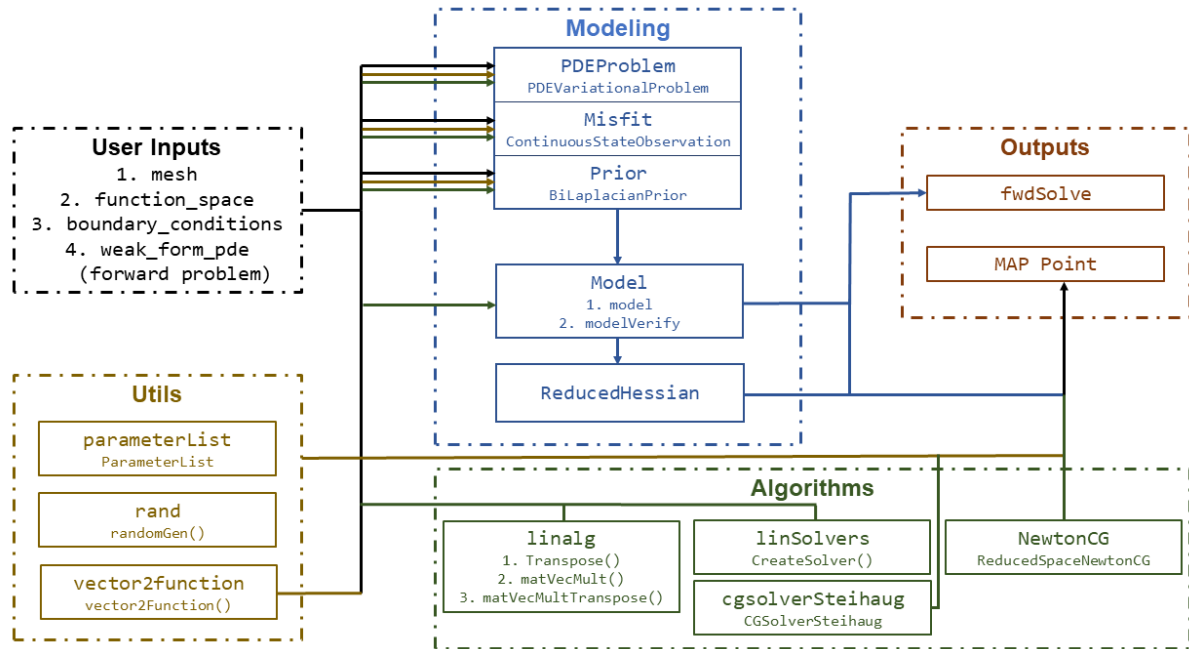 User Inputs
1. mesh
2. function_space
3. boundary_conditions
4. weak_form_pde
(forward problem)
Utils
parameterList
ParameterList
rand
randomGen()
vector2function
vector2Function()
Modeling
PDEProblem
PDEVariationalProblem
Misfit
ContinuousStateObservation
Prior
BiLaplacianPrior
Model
1. model
2. modelVerify
ReducedHessian
Outputs
fwdSolve
MAP Point
Algorithms
linalg
1. Transpose()
2. matVecMult()
3. matVecMultTranspose()
linSolvers
CreateSolver()
cgsolverSteihaug
CGSolverSteihaug
NewtonCG
ReducedSpaceNewtonCG